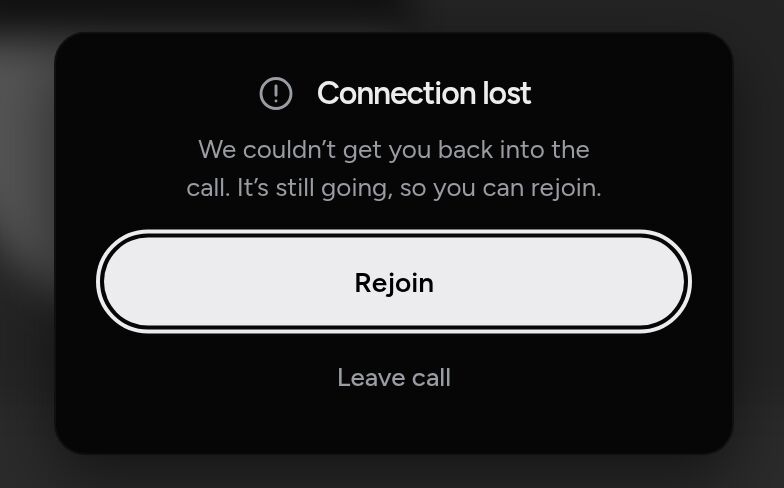 Connection lost
We couldn’t get you back into the
call. It’s still going, so you can rejoin.
Rejoin
Leave call